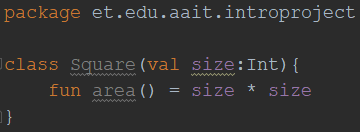 package et.edu.aait.introproject
class Square(val size:Int){
fun area() = size * size
}